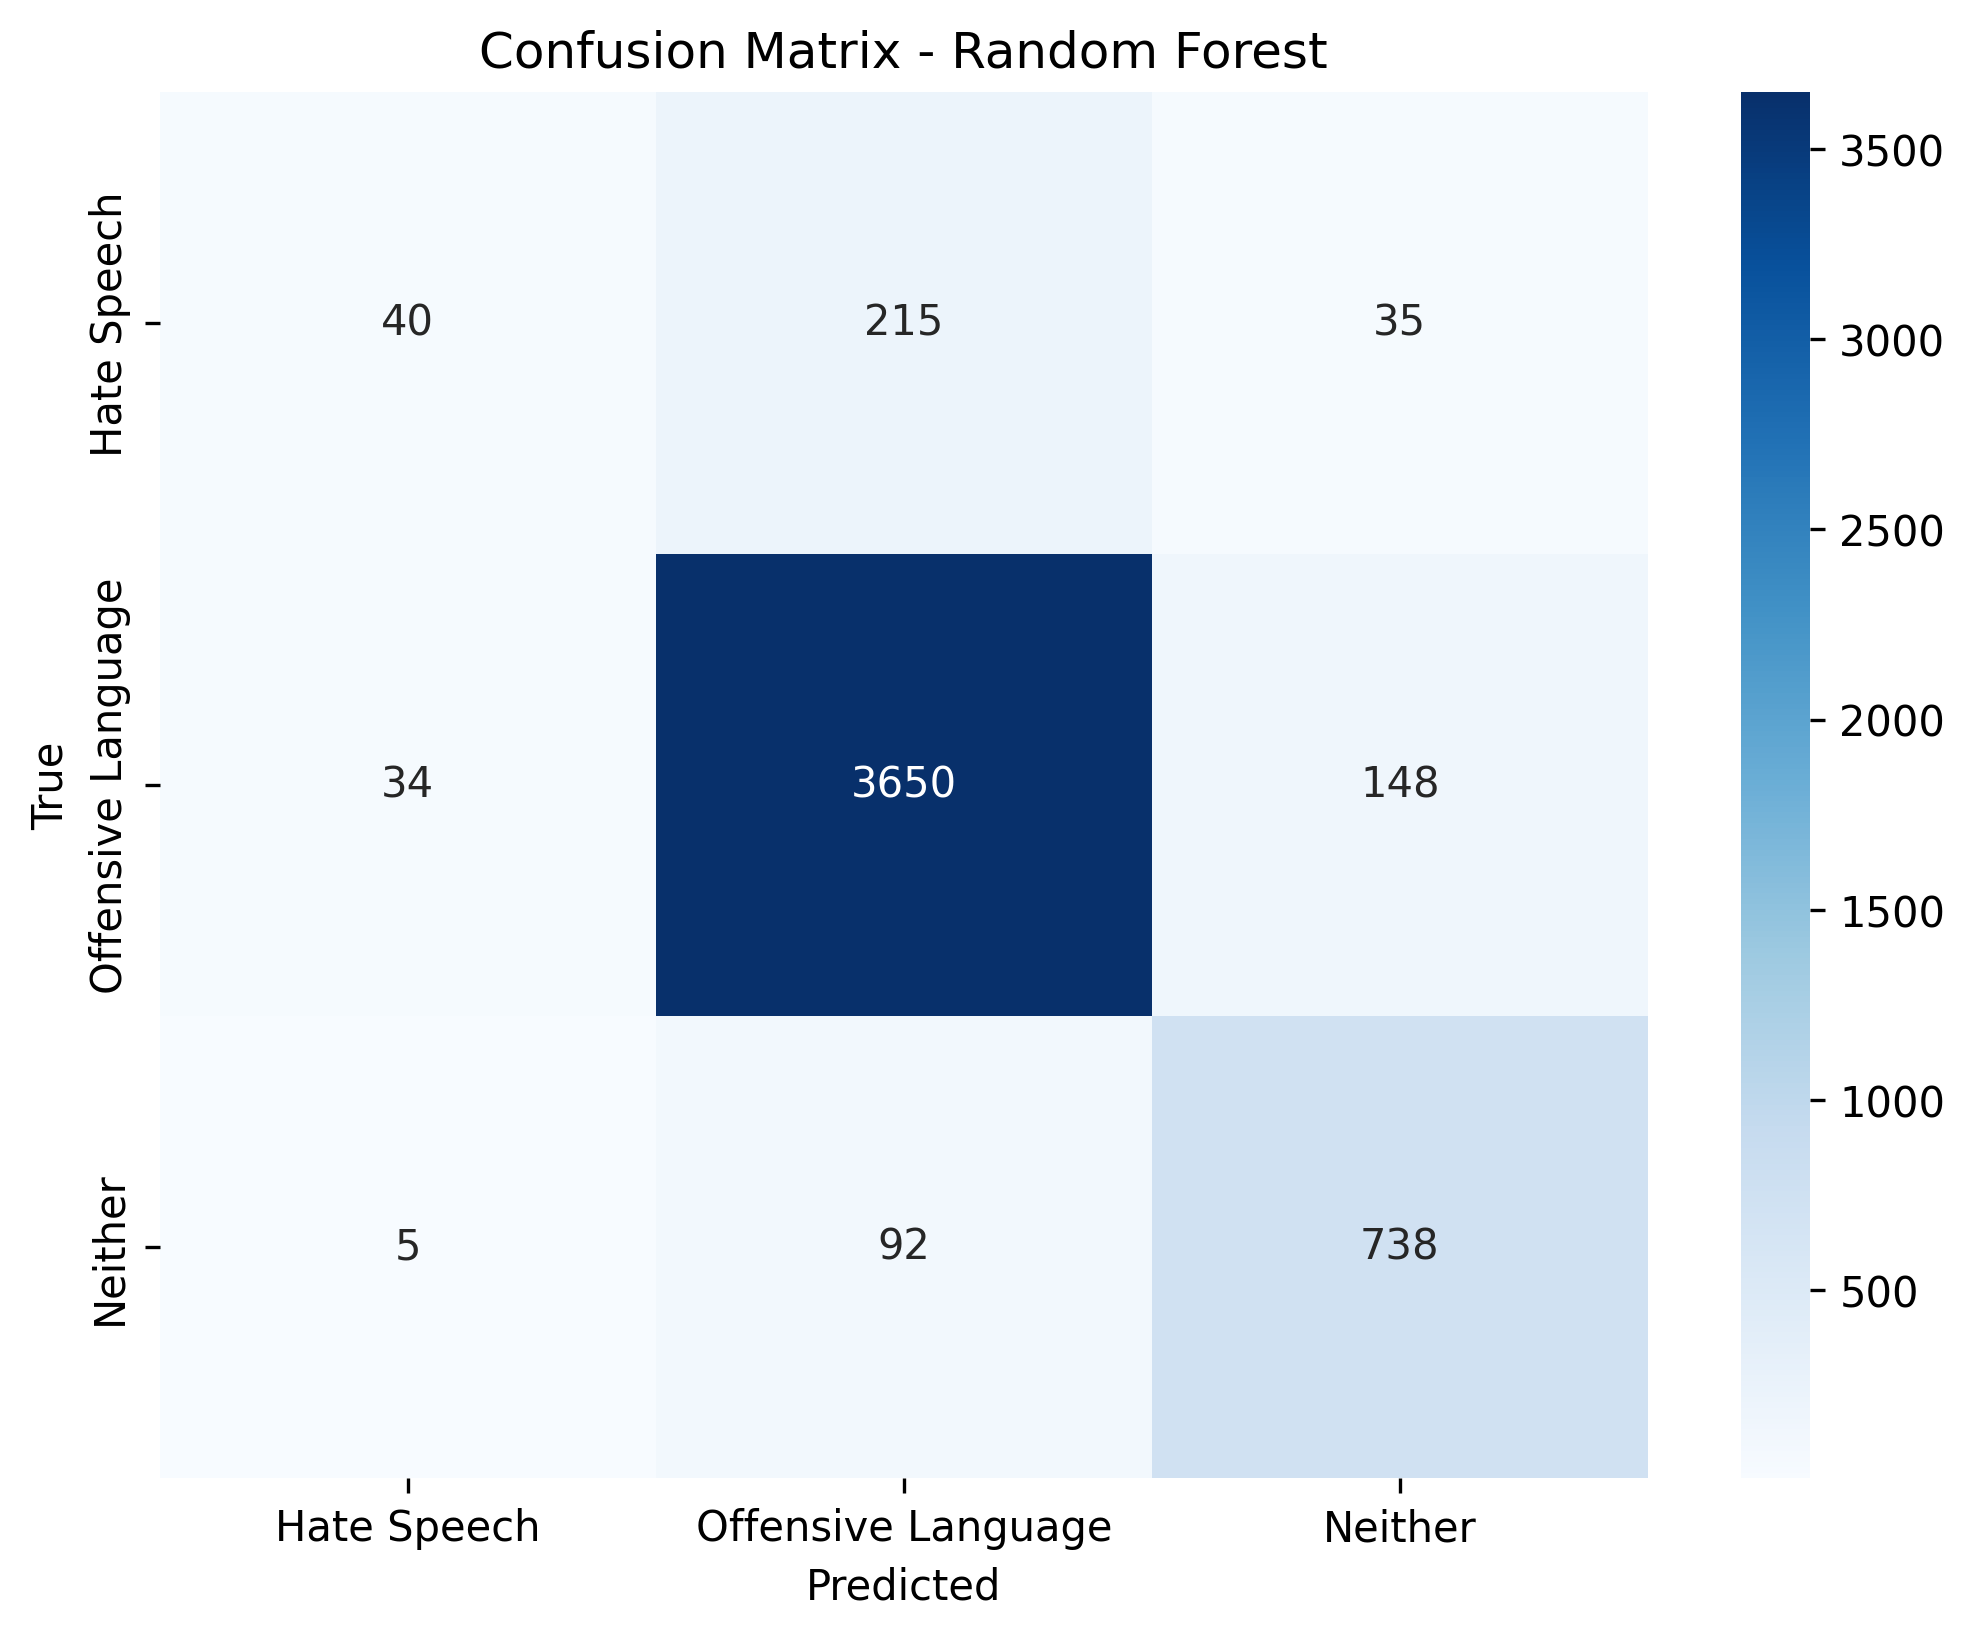 Confusion Matrix - Random Forest
True
Hate Speech
40 215 35
Offensive Language
34 3650 148
Neither
5 92 738
Hate Speech Offensive Language Neither
Predicted
3500
3000
2500
2000
1500
1000
500